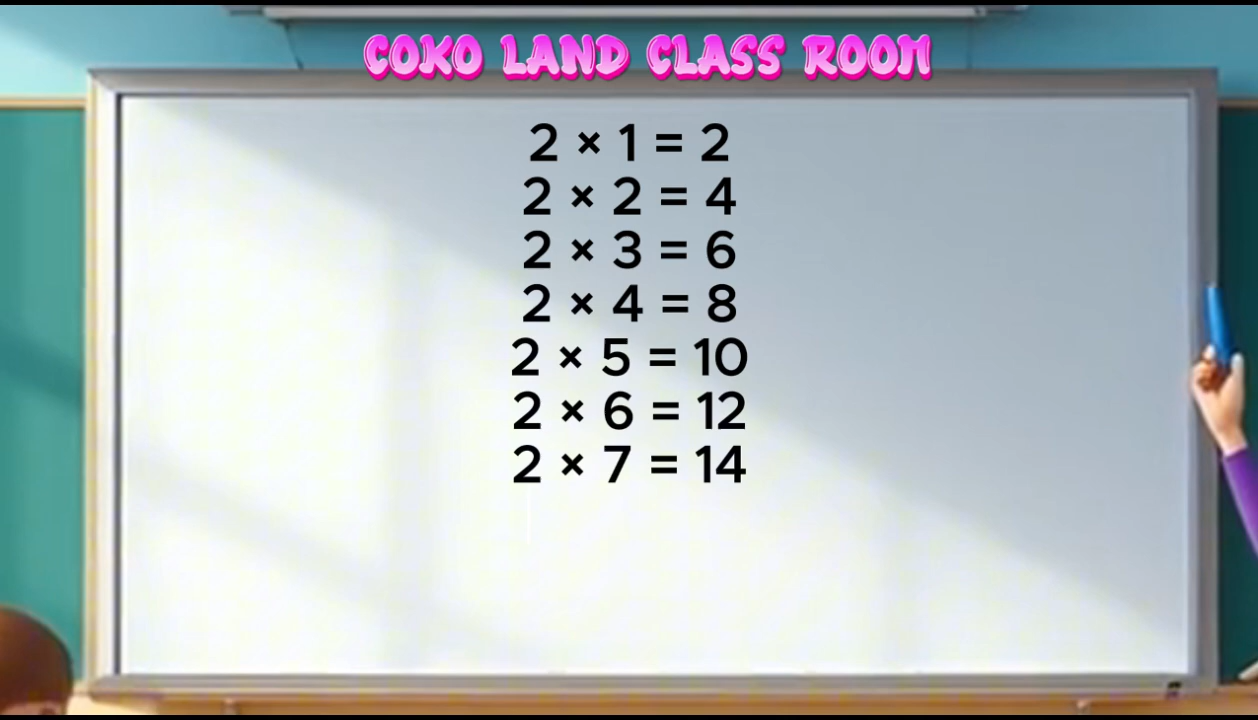 COKO LAND CLASS ROOM
2 × 1 = 2
2 × 2 = 4
2 × 3 = 6
2 × 4 = 8
2 × 5 = 10
2 × 6 = 12
2 × 7 = 14